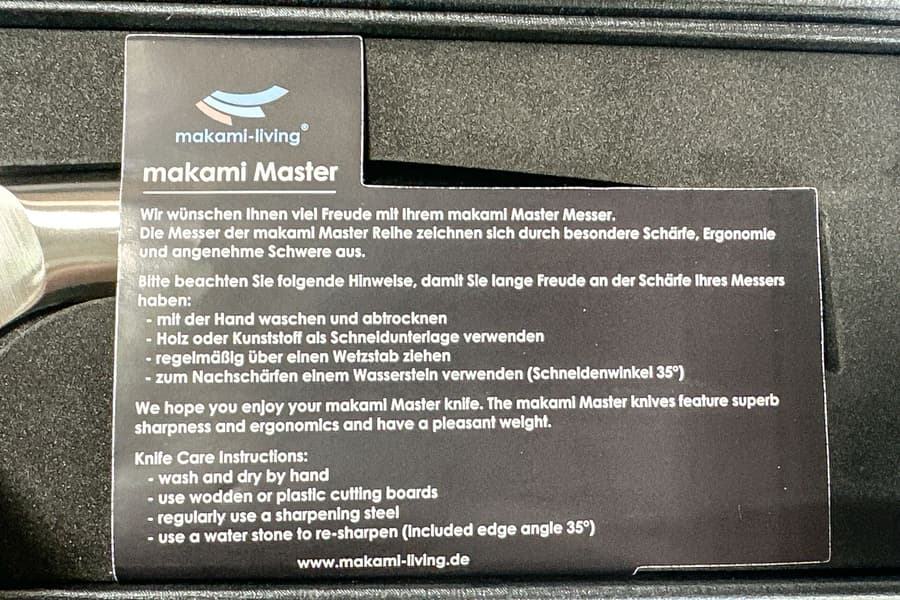 makami-living®
makami Master
Wir wünschen Ihnen viel Freude mit Ihrem makami Master Messer.
Die Messer der makami Master Reihe zeichnen sich durch besondere Schärfe, Ergonomie
und angenehme Schwere aus.
Bitte beachten Sie folgende Hinweise, damit Sie lange Freude an der Schärfe Ihres Messers
haben:
- mit der Hand waschen und abtrocknen
- Holz oder Kunststoff als Schneidunterlage verwenden
- regelmäßig über einen Wetzstab ziehen
- zum Nachschärfen einem Wasserstein verwenden (Schneidenwinkel 35°)
We hope you enjoy your makami Master knife. The makami Master knives feature superb
sharpness and ergonomics and have a pleasant weight.
Knife Care Instructions:
- wash and dry by hand
- use wodden or plastic cutting boards
- regularly use a sharpening steel
- use a water stone to re-sharpen (included edge angle 35°)
www.makami-living.de